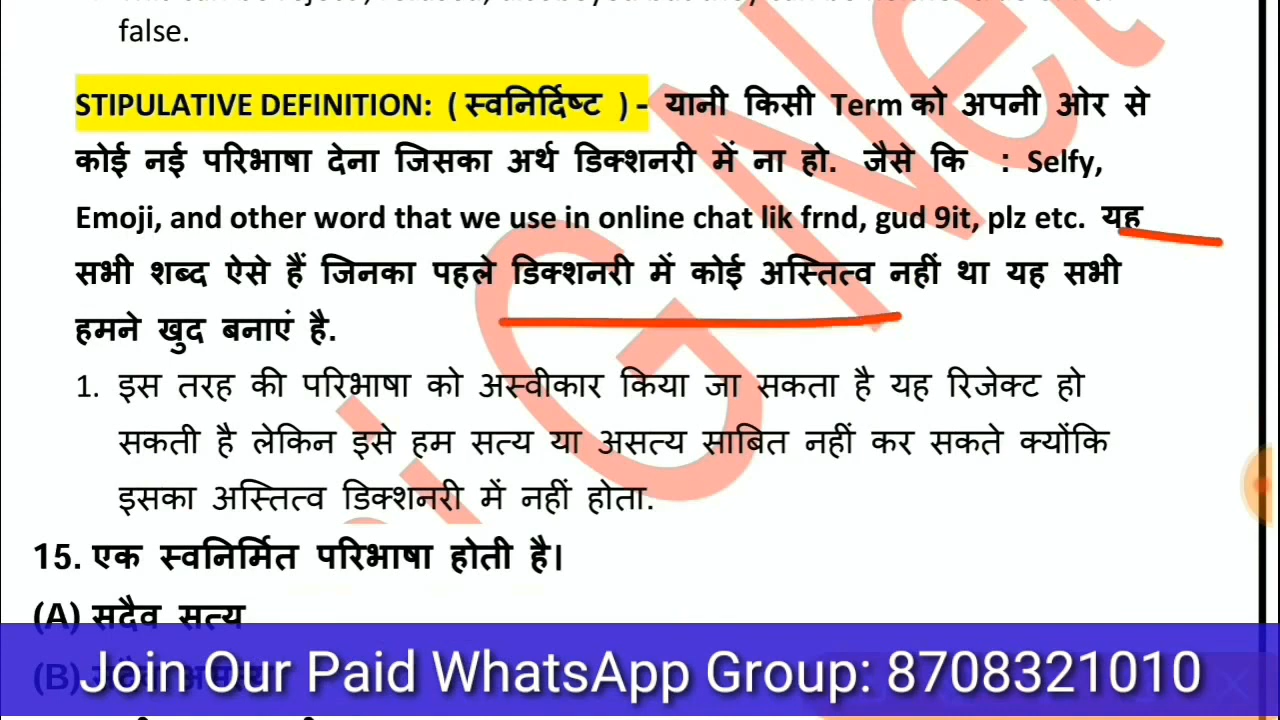 false.
STIPULATIVE DEFINITION: ( स्वनिर्दिष्ट ) - यानी किसी Term को अपनी ओर से
कोई नई परिभाषा देना जिसका अर्थ डिक्शनरी में ना हो. जैसे कि : Selfy,
Emoji, and other word that we use in online chat lik frnd, gud 9it, plz etc. यह
सभी शब्द ऐसे हैं जिनका पहले डिक्शनरी में कोई अस्तित्व नहीं था यह सभी
हमने खुद बनाएं है.
1. इस तरह की परिभाषा को अस्वीकार किया जा सकता है यह रिजेक्ट हो
सकती है लेकिन इसे हम सत्य या असत्य साबित नहीं कर सकते क्योंकि
इसका अस्तित्व डिक्शनरी में नहीं होता.
15. एक स्वनिर्मित परिभाषा होती है।
(A) सदैव सत्य
(B)
Join Our Paid WhatsApp Group: 8708321010